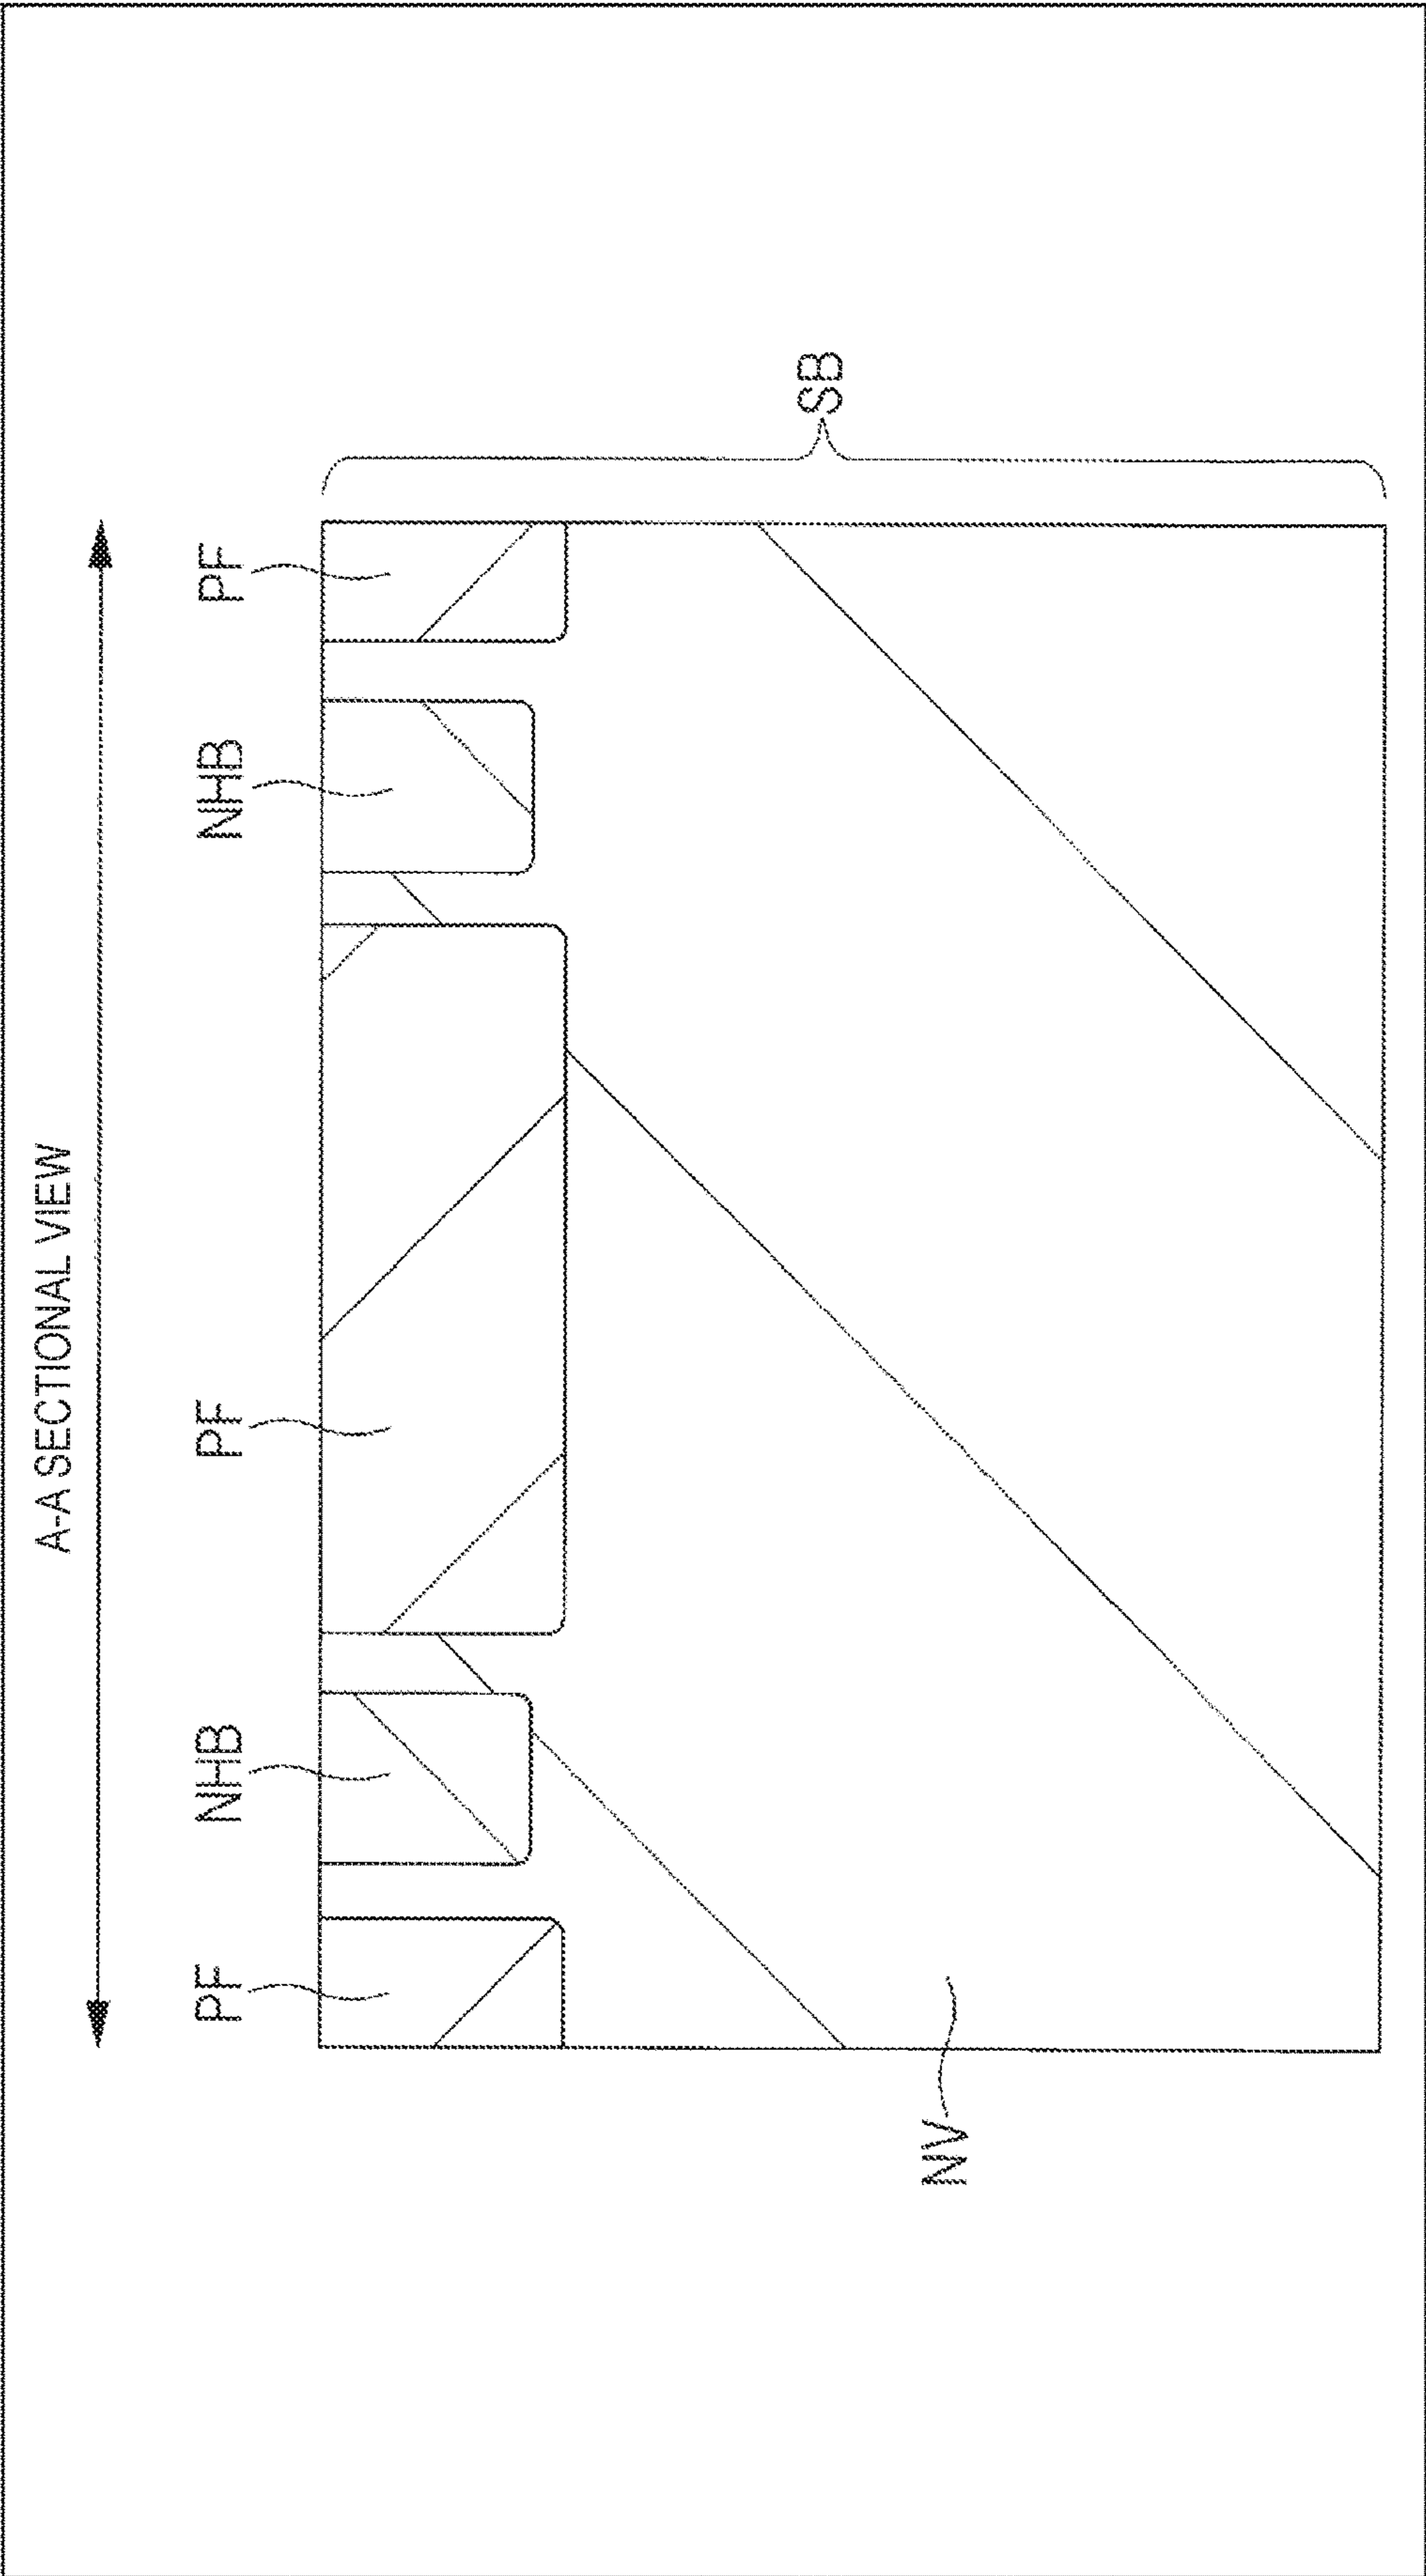 A-A SECTIONAL VIEW
PF
NHB
PF
NHB
PF
SB
NV